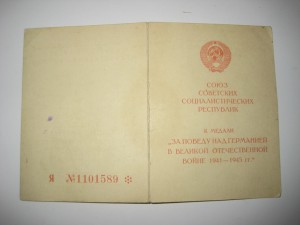 Я №1101589 *
СОЮЗ
СОВЕТСКИХ
СОЦИАЛИСТИЧЕСКИХ
РЕСПУБЛИК
К МЕДАЛИ
„ЗА ПОБЕДУ НАД ГЕРМАНИЕЙ
В ВЕЛИКОЙ ОТЕЧЕСТВЕННОЙ
ВОЙНЕ 1941—1945 гг."